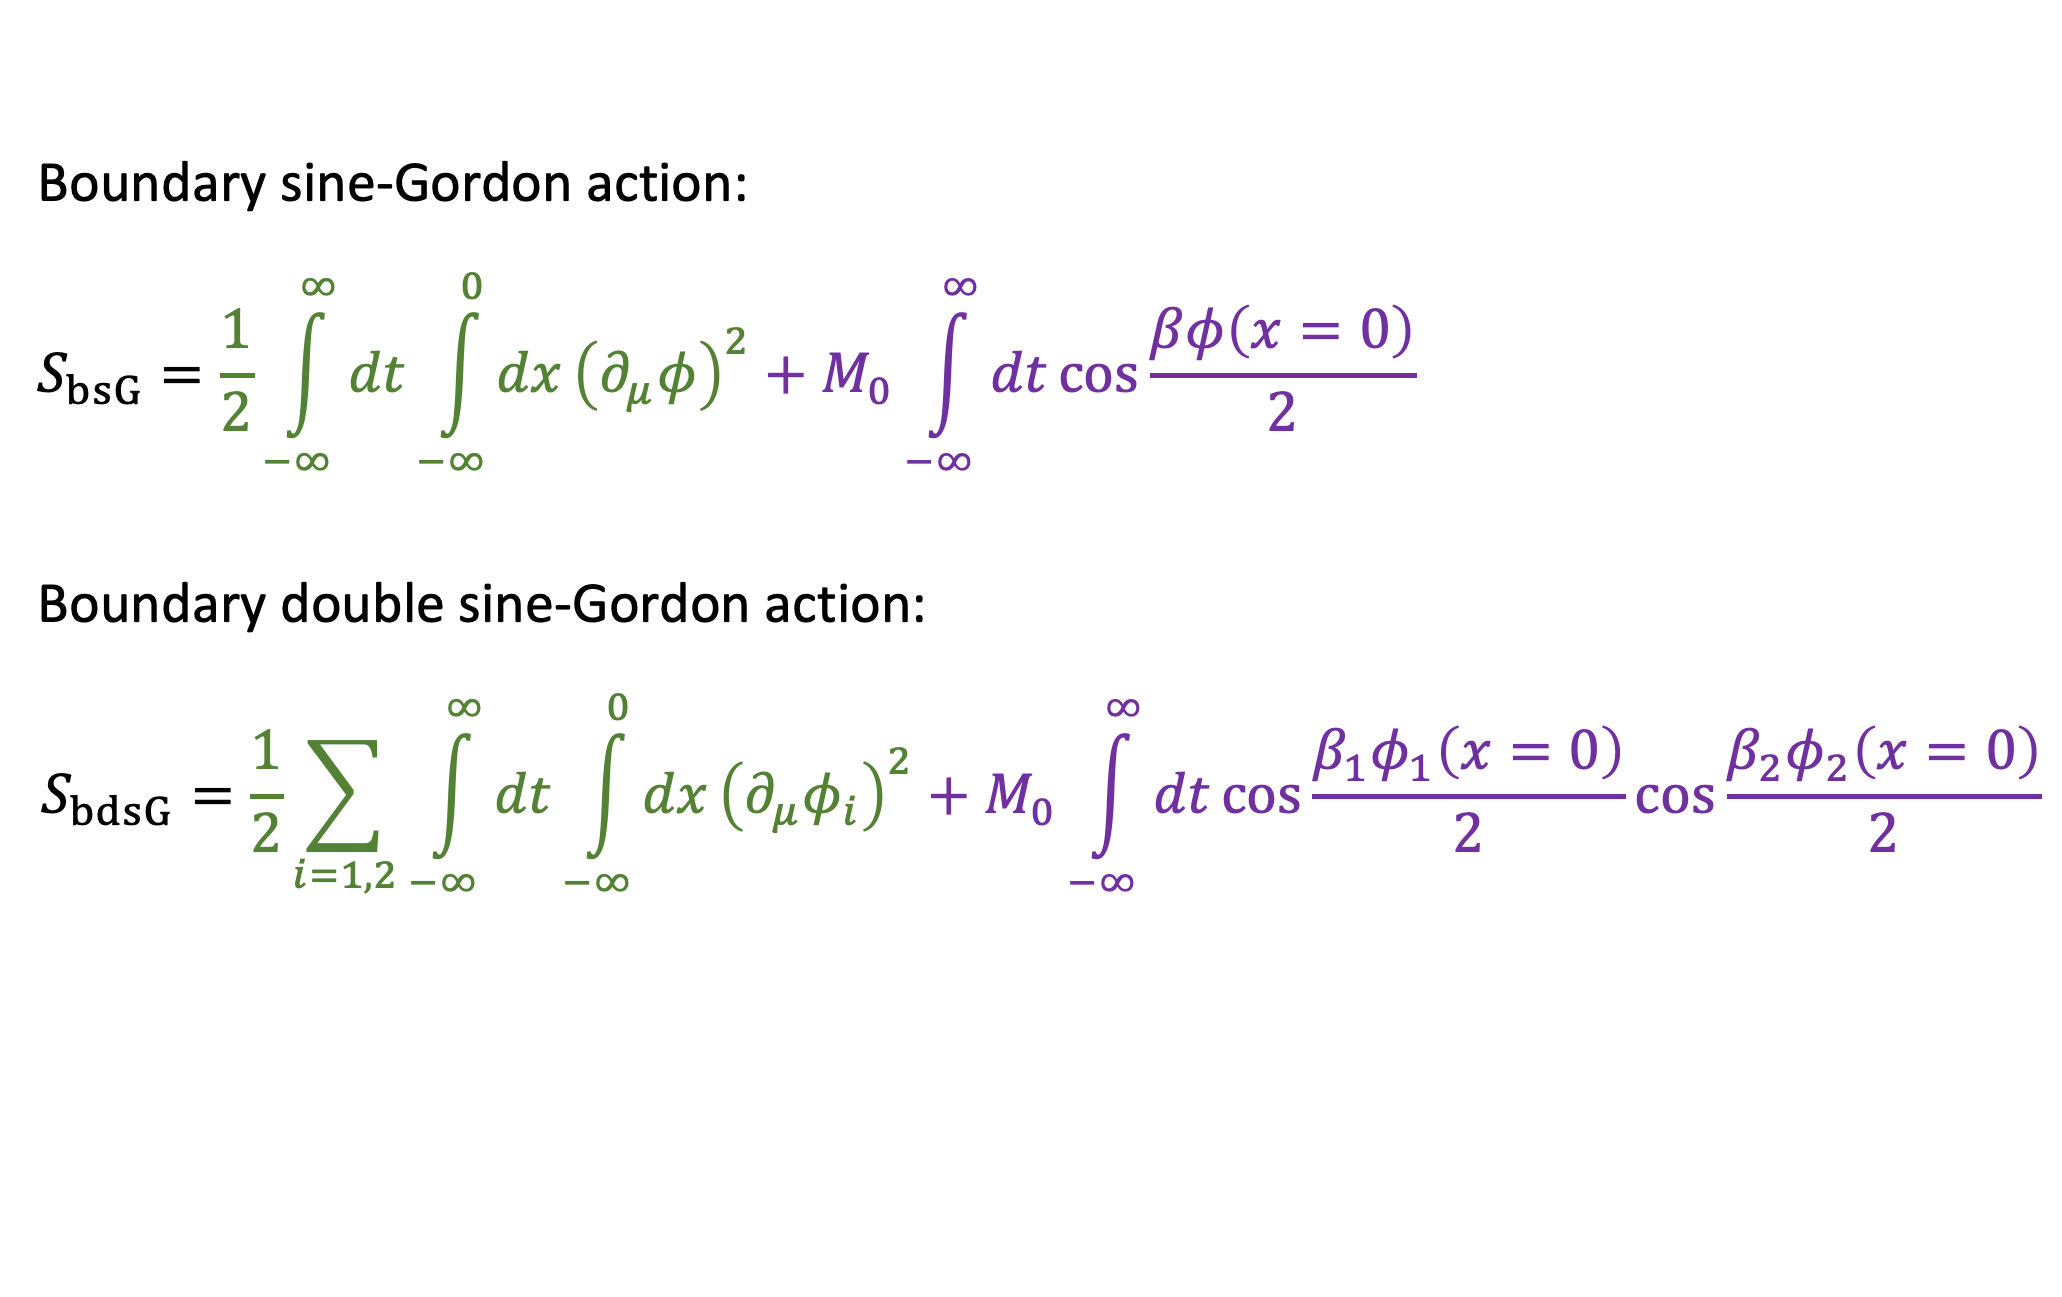 Boundary sine-Gordon action:
S_bsG = 1/2 ∫_{−∞}^{∞} dt ∫_{−∞}^{0} dx (∂_μ ϕ)^2 + M_0 ∫_{−∞}^{∞} dt cos βϕ(x = 0)/2
Boundary double sine-Gordon action:
S_bdsG = 1/2 ∑_{i=1,2} ∫_{−∞}^{∞} dt ∫_{−∞}^{0} dx (∂_μ ϕ_i)^2 + M_0 ∫_{−∞}^{∞} dt cos β_1ϕ_1(x = 0)/2 cos β_2ϕ_2(x = 0)/2